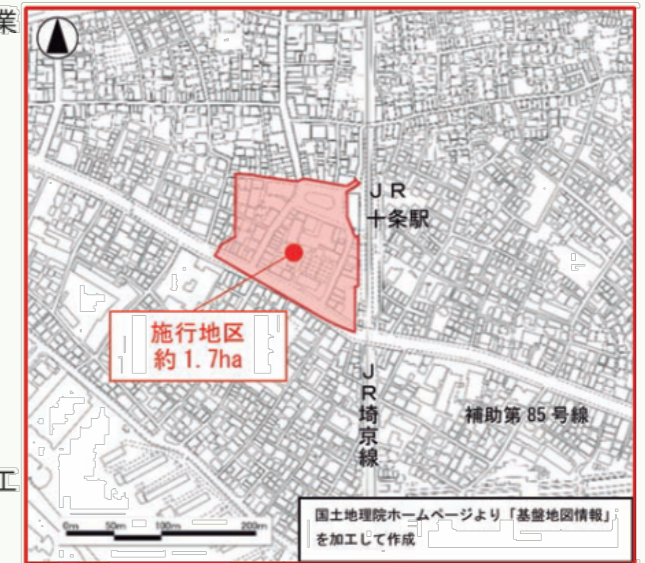 業
ＪＲ
十条駅
施行地区
約 1.7ha
ＪＲ埼京線
補助第 85 号線
工
0m 50m 100m 200m
国土地理院ホームページより「基盤地図情報」
を加工して作成